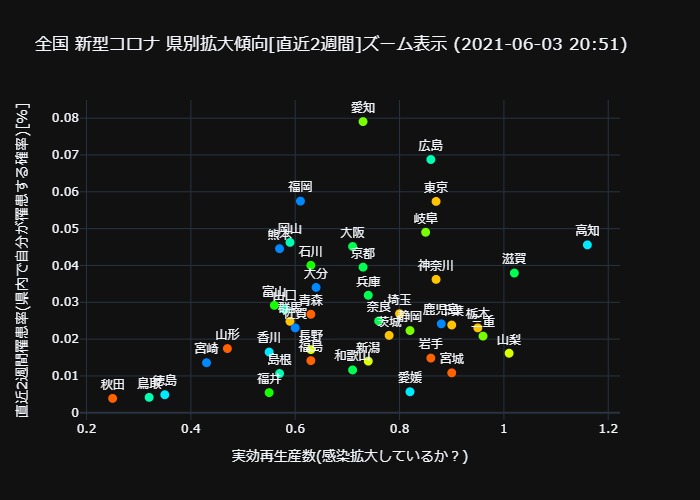 全国 新型コロナ 県別拡大傾向[直近2週間]ズーム表示 (2021-06-03 20:51)
直近2週間罹患率(県内で自分が罹患する確率)[%]
0.08
0.07
0.06
0.05
0.04
0.03
0.02
0.01
0
愛知
広島
福岡
東京
岐阜
岡山
熊本
大阪
高知
石川
京都
滋賀
大分
神奈川
兵庫
富山
山口
青森
奈良
埼玉
群馬
佐賀
茨城
静岡
鹿児島
千葉
栃木
三重
山形
宮崎
香川
長野
福島
新潟
和歌山
岩手
宮城
山梨
島根
福井
愛媛
秋田
鳥取
徳島
0.2
0.4
0.6
0.8
1
1.2
実効再生産数(感染拡大しているか？)